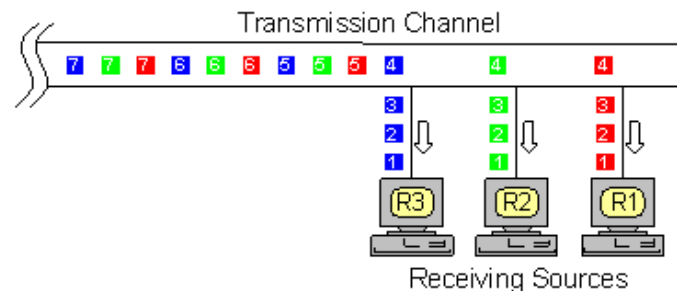 Transmission Channel
7 7 7 6 6 6 5 5 5 4 4 4
3 3 3
2 2 2
1 1 1
R3 R2 R1
Receiving Sources